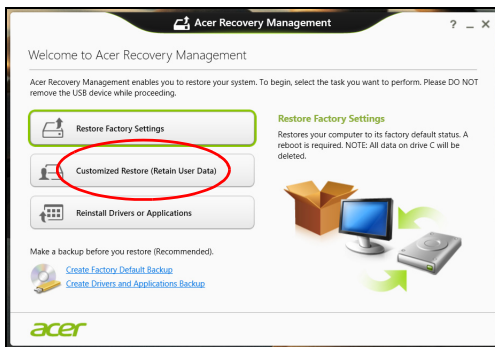 Acer Recovery Management
? _ X
Welcome to Acer Recovery Management
Acer Recovery Management enables you to restore your system. To begin, select the task you want to perform. Please DO NOT
remove the USB device while proceeding.
Restore Factory Settings
Customized Restore (Retain User Data)
Reinstall Drivers or Applications
Restore Factory Settings
Restores your computer to its factory default status. A
reboot is required. NOTE: All data on drive C will be
deleted.
Make a backup before you restore (Recommended).
Create Factory Default Backup
Create Drivers and Applications Backup
acer